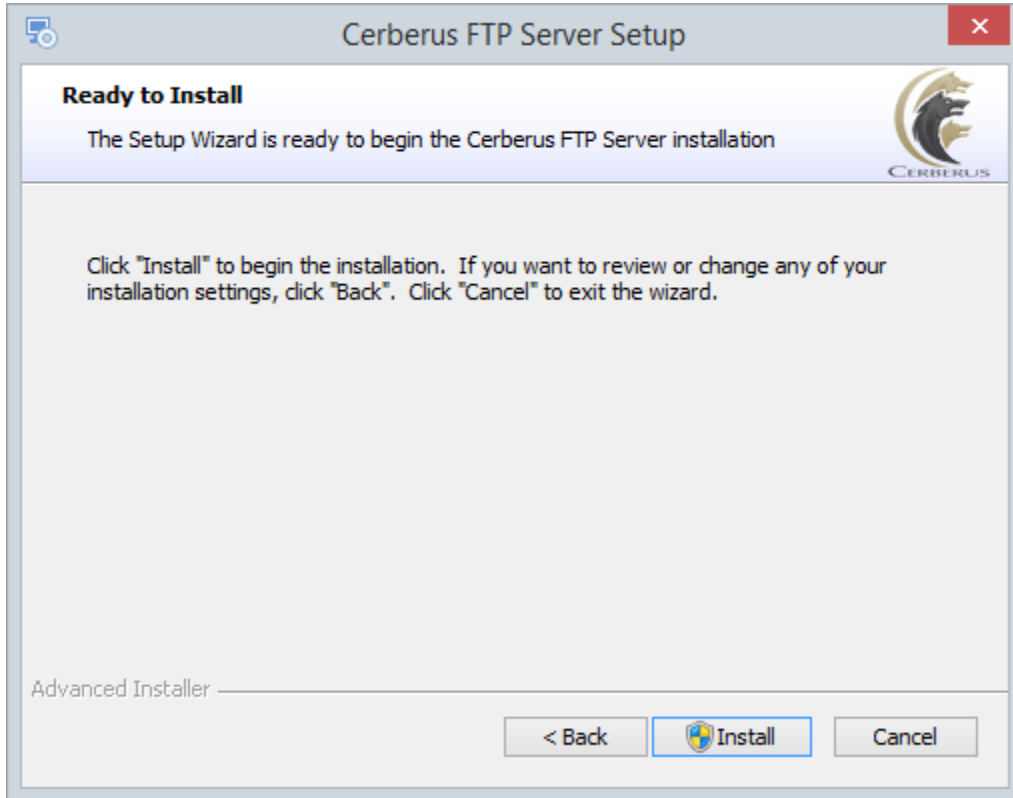 Cerberus FTP Server Setup
Ready to Install
The Setup Wizard is ready to begin the Cerberus FTP Server installation
CERBERUS
Click "Install" to begin the installation.  If you want to review or change any of your
installation settings, click "Back".  Click "Cancel" to exit the wizard.
Advanced Installer
< Back
Install
Cancel